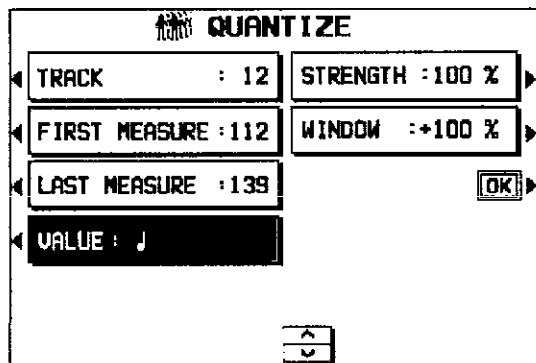 QUANTIZE
TRACK : 12
FIRST MEASURE :112
LAST MEASURE :139
VALUE : ♩
STRENGTH :100 %
WINDOW :+100 %
OK